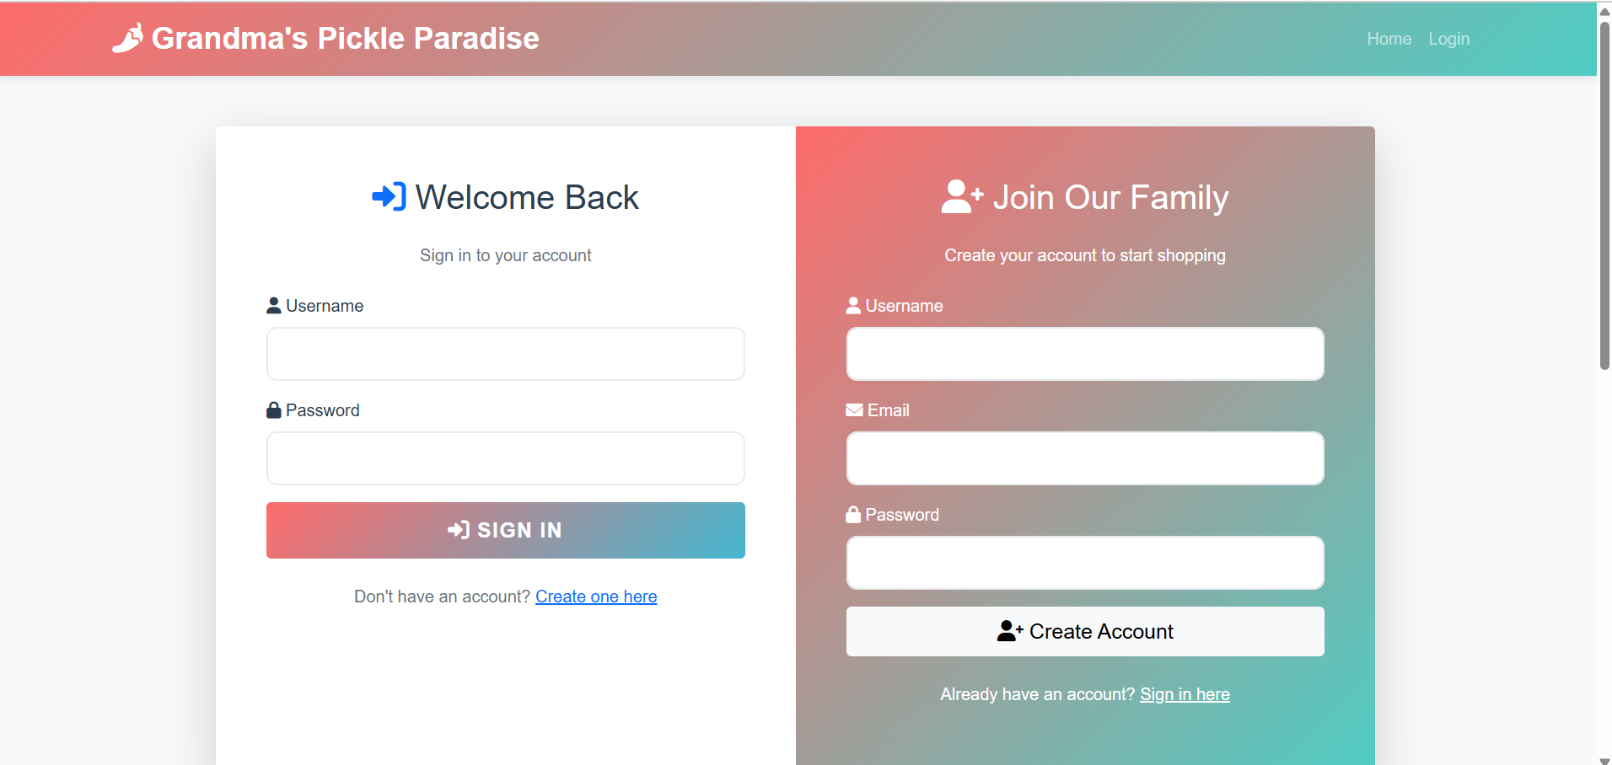 Grandma's Pickle Paradise
Home Login
Welcome Back
Sign in to your account
Username
Password
SIGN IN
Don't have an account? Create one here
Join Our Family
Create your account to start shopping
Username
Email
Password
Create Account
Already have an account? Sign in here